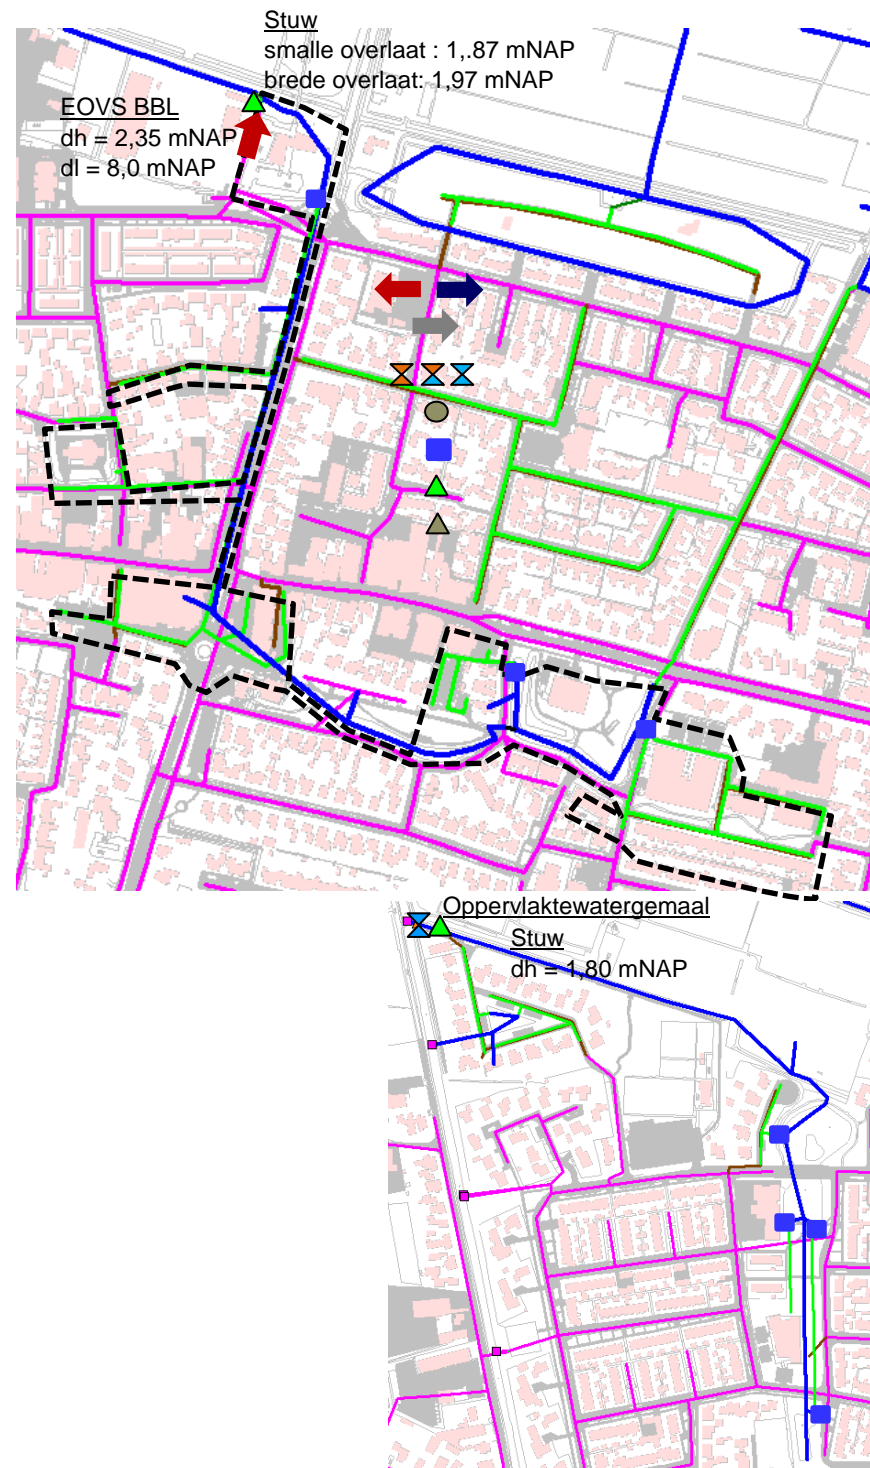 Stuw
smalle overlaat : 1,.87 mNAP
brede overlaat: 1,97 mNAP
EOVS BBL
dh = 2,35 mNAP
dl = 8,0 mNAP
Oppervlaktewatergemaal
Stuw
dh = 1,80 mNAP